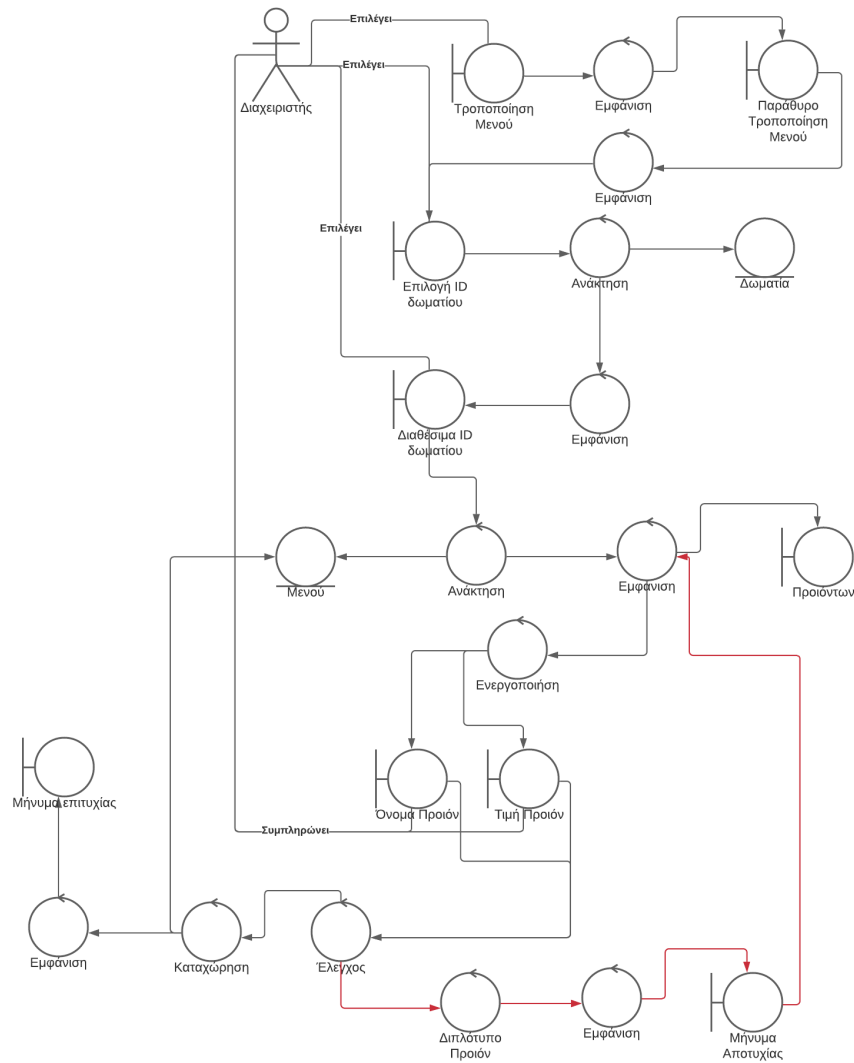 Επιλέγει
Επιλέγει
Διαχειριστής
Τροποποίηση
Μενού
Εμφάνιση
Παράθυρο
Τροποποίηση
Μενού
Εμφάνιση
Επιλέγει
Επιλογή ID
δωματίου
Ανάκτηση
Δωματία
Διαθέσιμα ID
δωματίου
Εμφάνιση
Μενού
Ανάκτηση
Εμφάνιση
Προιόντων
Ενεργοποιήση
Μήνυμα επιτυχίας
Όνομα Προιόν
Τιμή Προιόν
Συμπληρώνει
Εμφάνιση
Καταχώρηση
Έλεγχος
Διπλότυπο
Προιόν
Εμφάνιση
Μήνυμα
Αποτυχίας